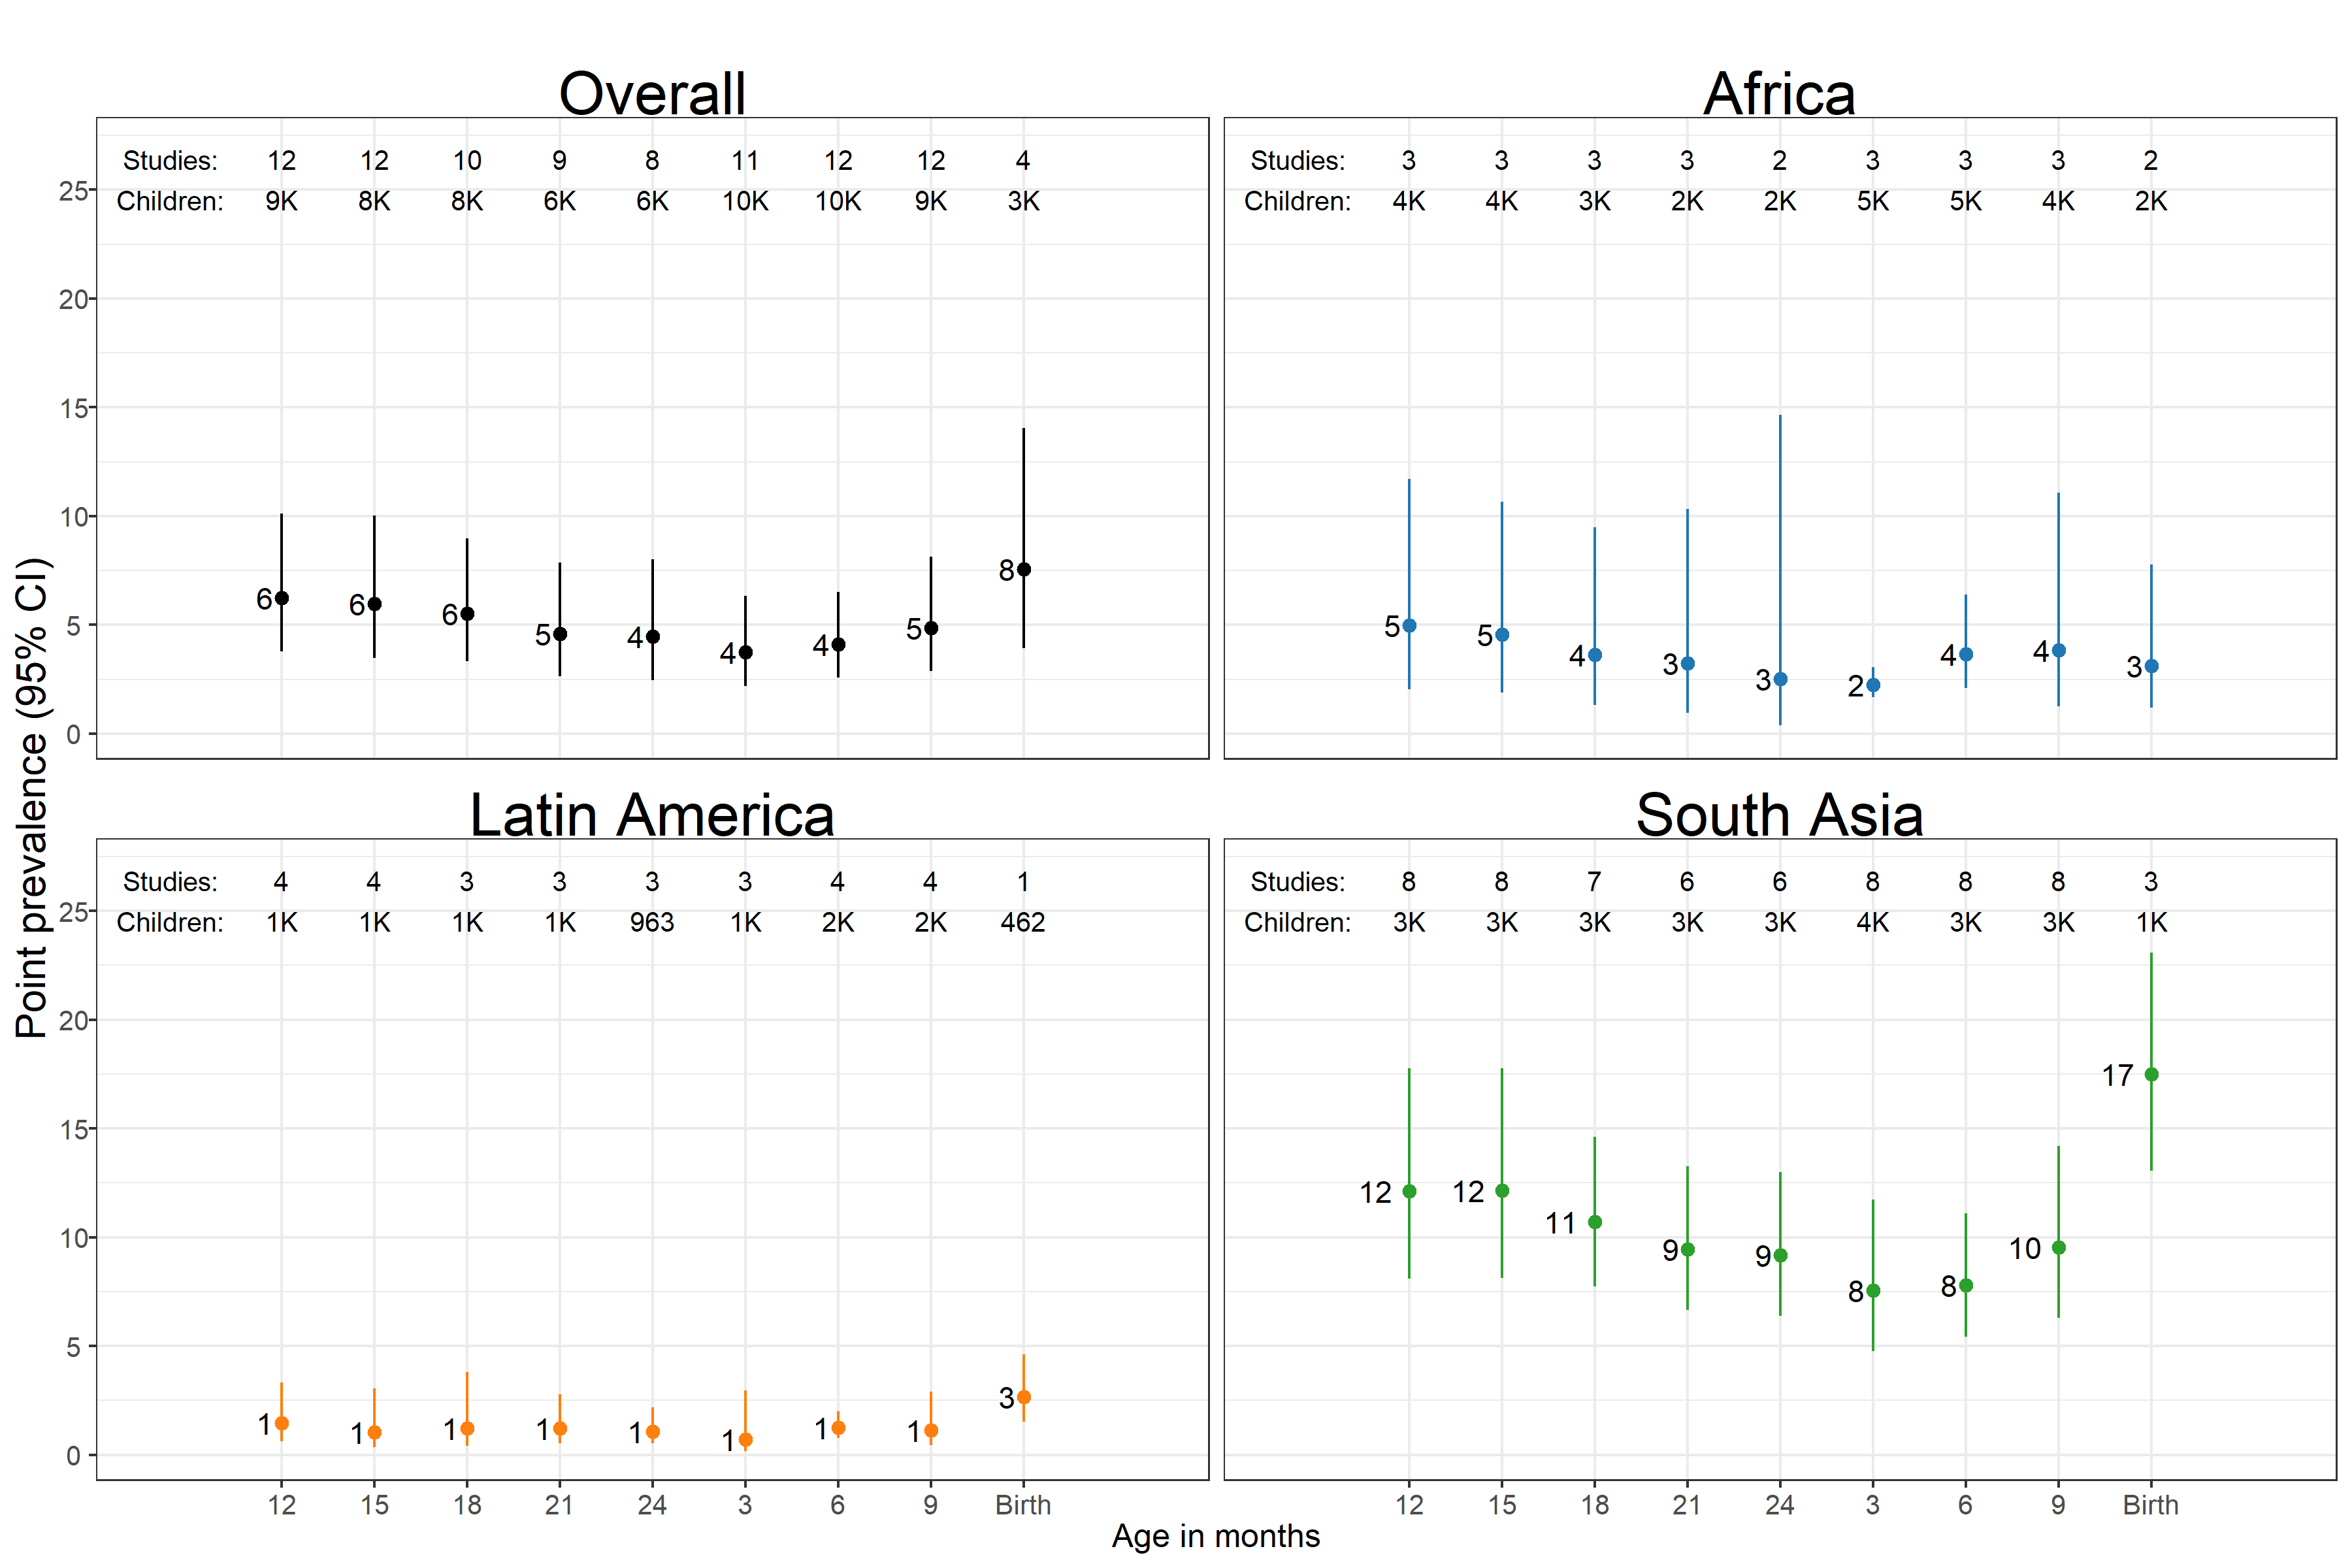 Overall
Studies: 12 12 10 9 8 11 12 12 4
Children: 9K 8K 8K 6K 6K 10K 10K 9K 3K
25
20
15
10
5
0
6 6 6 5 4 4 4 5 8
Africa
Studies: 3 3 3 3 2 3 3 3 2
Children: 4K 4K 3K 2K 2K 5K 5K 4K 2K
5 5 4 3 3 2 4 4 3
Point prevalence (95% CI)
Latin America
Studies: 4 4 3 3 3 3 4 4 1
Children: 1K 1K 1K 1K 963 1K 2K 2K 462
25
20
15
10
5
0
1 1 1 1 1 1 1 1 3
12 15 18 21 24 3 6 9 Birth
South Asia
Studies: 8 8 7 6 6 8 8 8 3
Children: 3K 3K 3K 3K 3K 4K 3K 3K 1K
12 12 11 9 9 8 8 10 17
12 15 18 21 24 3 6 9 Birth
Age in months